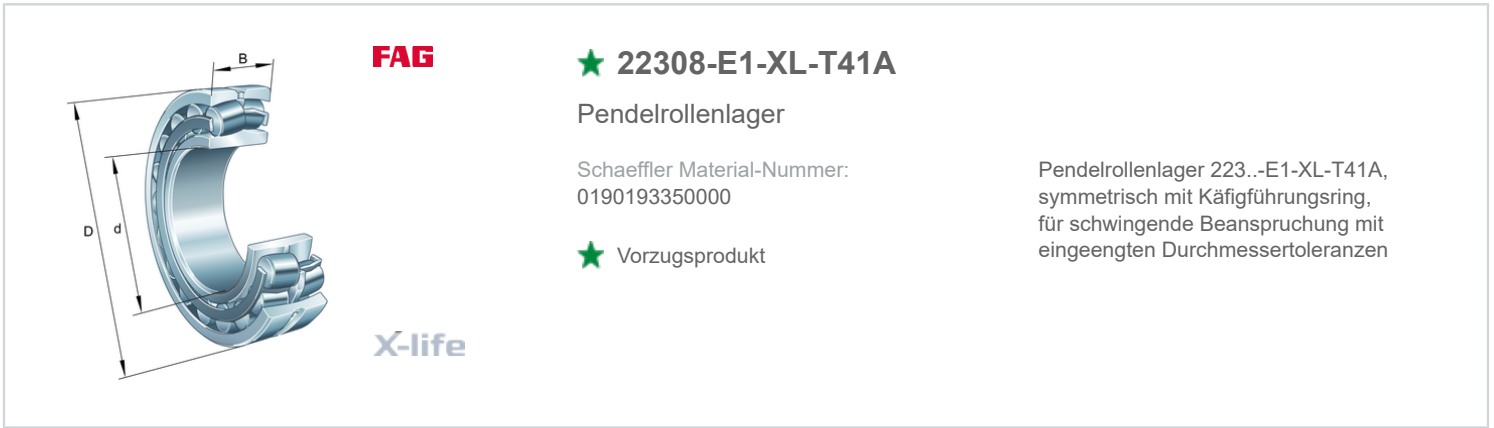 B
D
d
FAG
X-life
22308-E1-XL-T41A
Pendelrollenlager
Schaeffler Material-Nummer:
0190193350000
Vorzugsprodukt
Pendelrollenlager 223..-E1-XL-T41A,
symmetrisch mit Käfigführungsring,
für schwingende Beanspruchung mit
eingeengten Durchmessertoleranzen